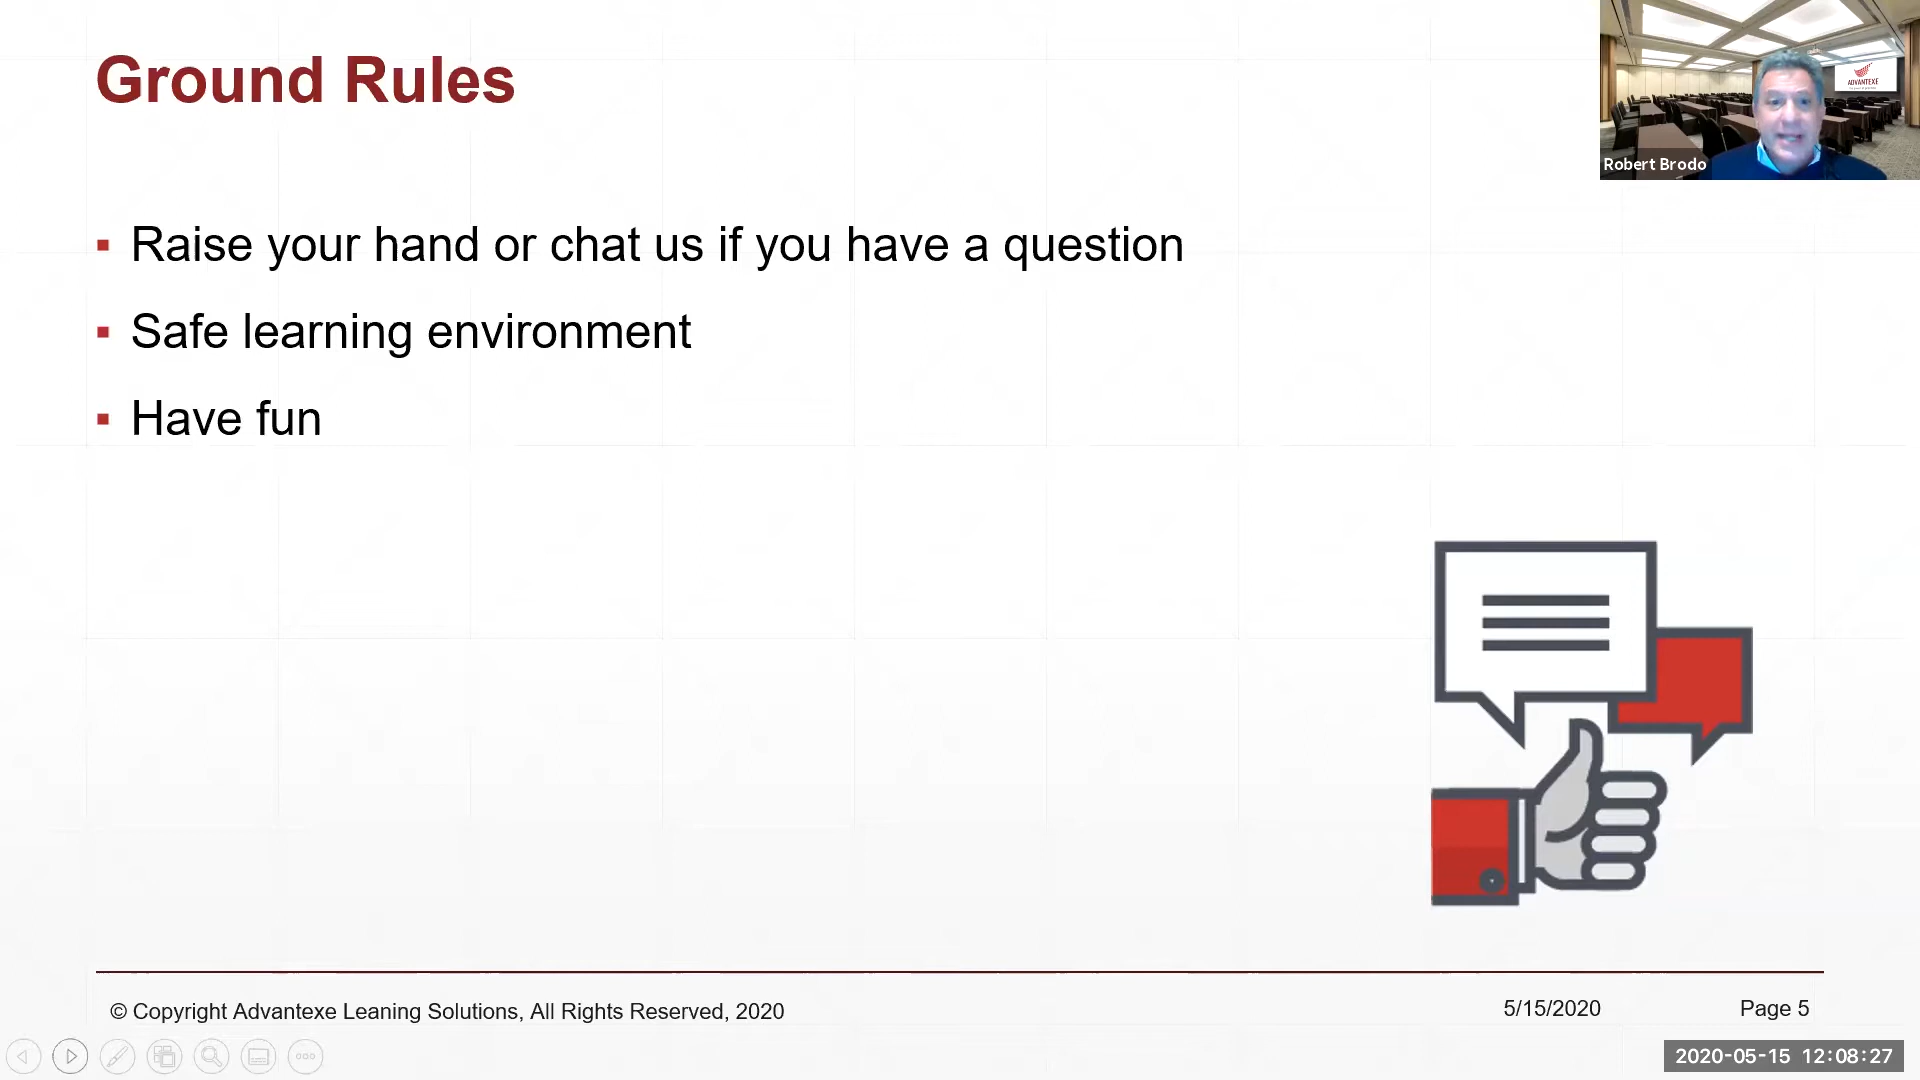 Ground Rules
ADVANTEXE
Robert Brodo
▪ Raise your hand or chat us if you have a question
▪ Safe learning environment
▪ Have fun
© Copyright Advantexe Leaning Solutions, All Rights Reserved, 2020
5/15/2020
Page 5
2020-05-15 12:08:27